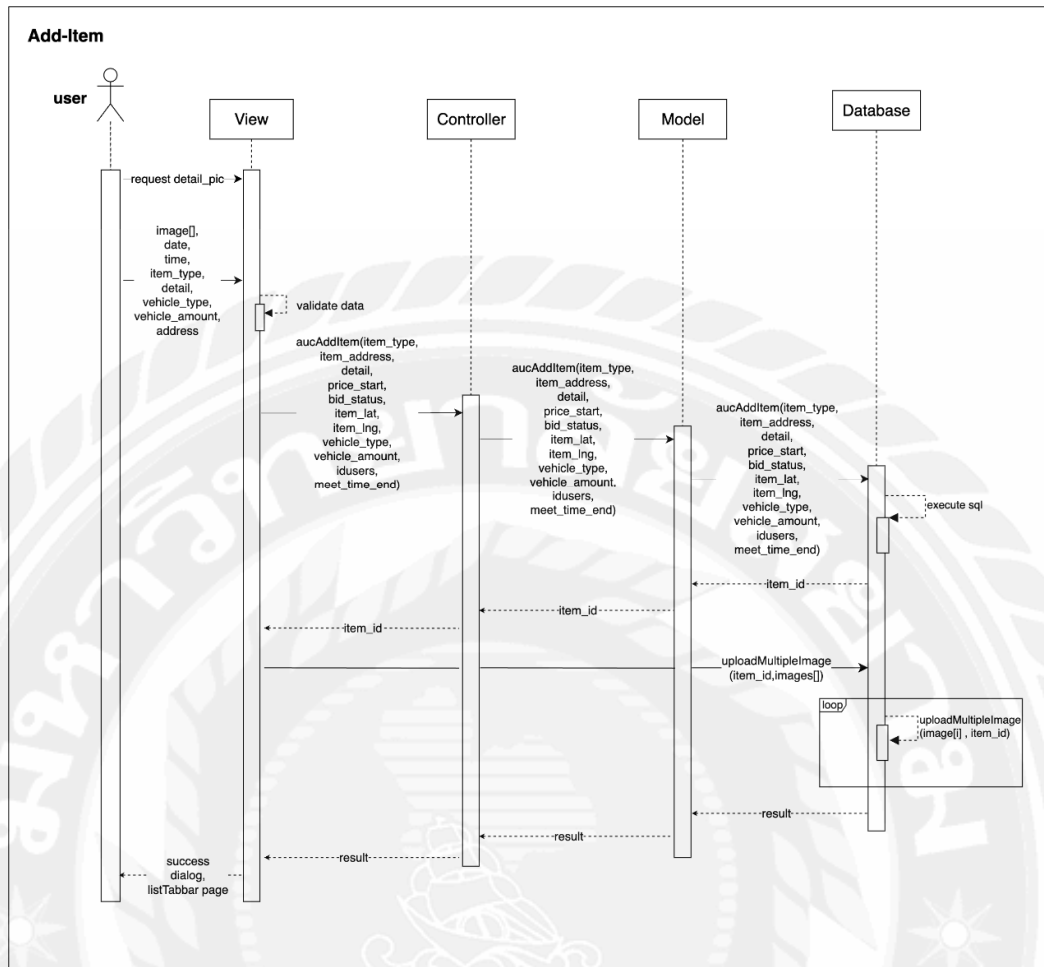 Add-Item
user
View
Controller
Model
Database
request detail_pic
image[],
date,
time,
item_type,
detail,
vehicle_type,
vehicle_amount,
address
validate data
aucAddItem(item_type,
item_address,
detail,
price_start,
bid_status,
item_lat,
item_lng,
vehicle_type,
vehicle_amount,
idusers,
meet_time_end)
aucAddItem(item_type,
item_address,
detail,
price_start,
bid_status,
item_lat,
item_lng,
vehicle_type,
vehicle_amount,
idusers,
meet_time_end)
aucAddItem(item_type,
item_address,
detail,
price_start,
bid_status,
item_lat,
item_lng,
vehicle_type,
vehicle_amount,
idusers,
meet_time_end)
execute sql
item_id
item_id
item_id
uploadMultipleImage
(item_id,images[])
loop
uploadMultipleImage
(image[i] , item_id)
result
result
result
success
dialog,
listTabbar page